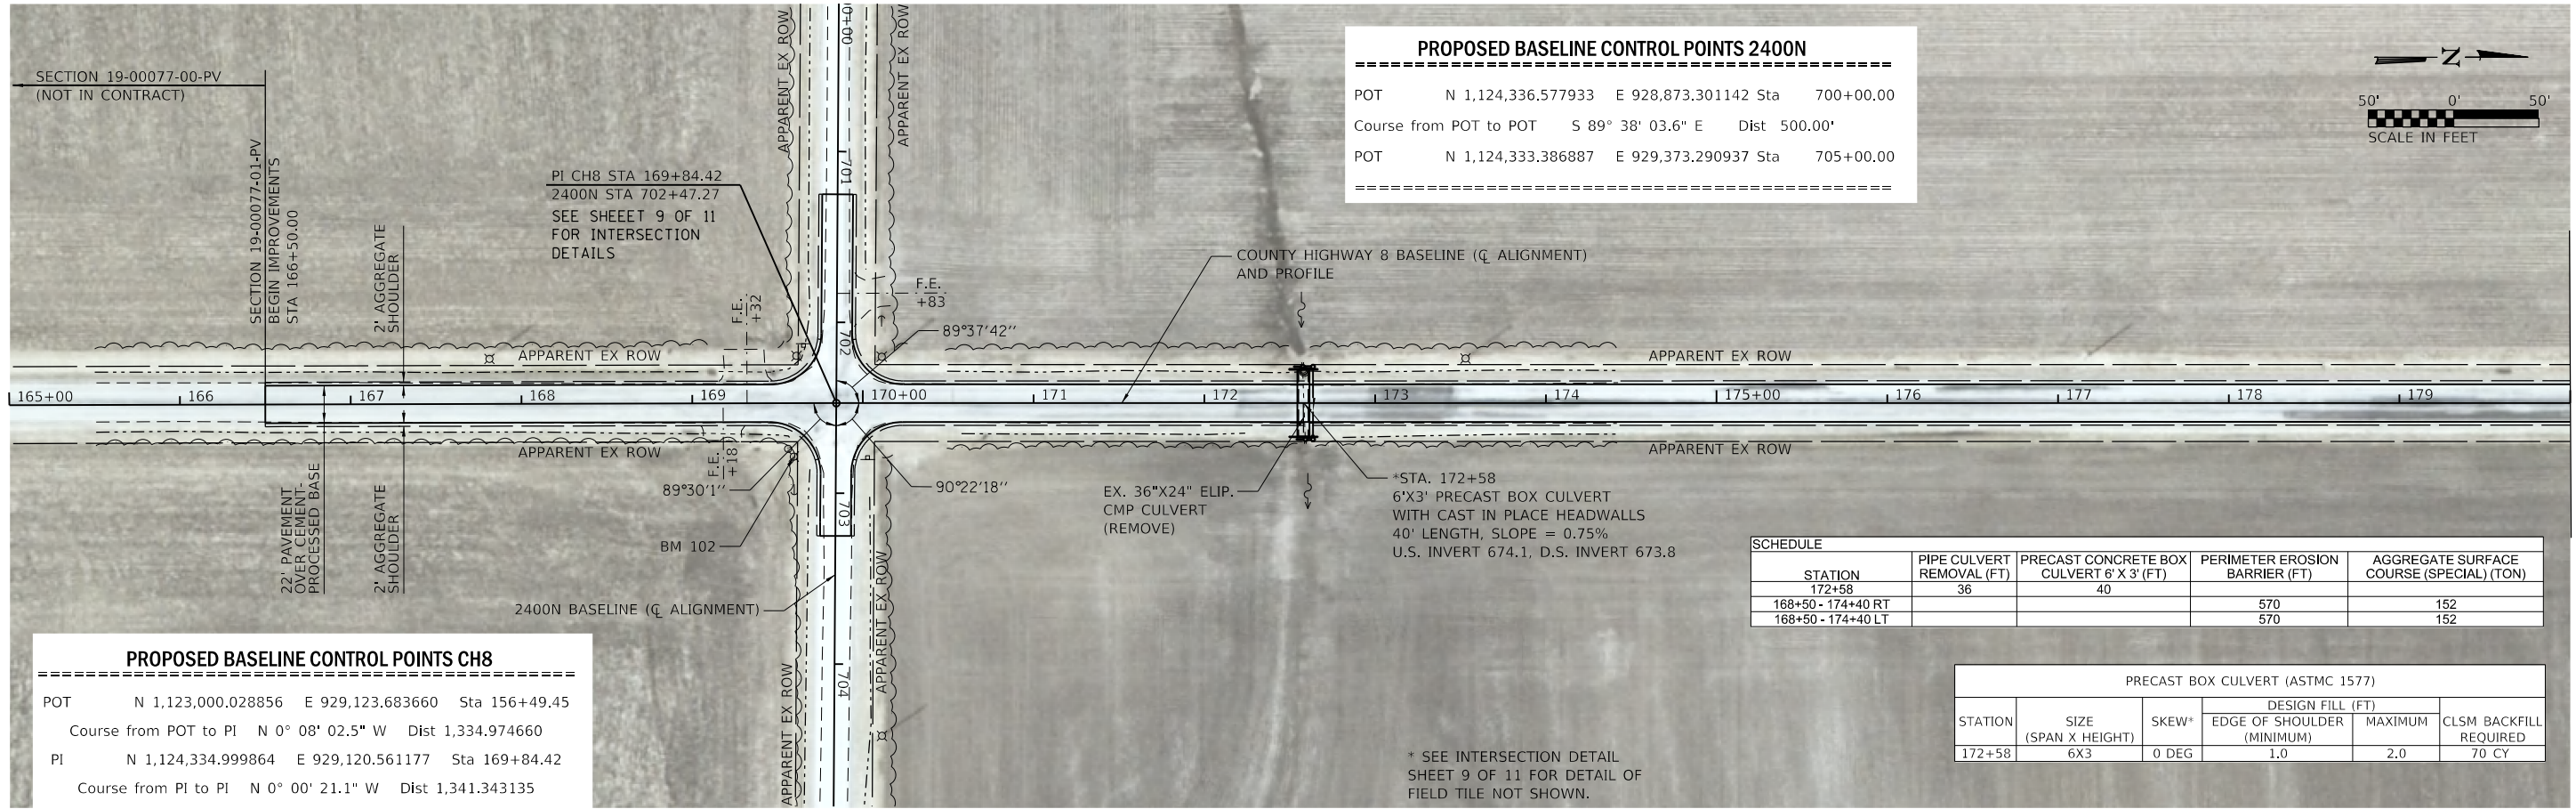 SECTION 19-00077-00-PV
(NOT IN CONTRACT)
SECTION 19-00077-01-PV
BEGIN IMPROVEMENTS
STA 166+50.00
2' AGGREGATE
SHOULDER
PI CH8 STA 169+84.42
2400N STA 702+47.27
SEE SHEEET 9 OF 11
FOR INTERSECTION
DETAILS
APPARENT EX ROW
APPARENT EX ROW
0+00
701
702
703
704
F.E.
+32
F.E.
+83
89°37'42''
COUNTY HIGHWAY 8 BASELINE (℄ ALIGNMENT)
AND PROFILE
PROPOSED BASELINE CONTROL POINTS 2400N
POT N 1,124,336.577933 E 928,873.301142 Sta 700+00.00
Course from POT to POT S 89° 38' 03.6" E Dist 500.00'
POT N 1,124,333.386887 E 929,373.290937 Sta 705+00.00
N
50' 0' 50'
SCALE IN FEET
APPARENT EX ROW
APPARENT EX ROW
165+00 166 167 168 169 170+00 171 172 173 174 175+00 176 177 178 179
APPARENT EX ROW
APPARENT EX ROW
F.E.
+18
22' PAVEMENT
OVER CEMENT-
PROCESSED BASE
2' AGGREGATE
SHOULDER
89°30'1''
90°22'18''
BM 102
2400N BASELINE (℄ ALIGNMENT)
APPARENT EX ROW
APPARENT EX ROW
EX. 36"X24" ELIP.
CMP CULVERT
(REMOVE)
*STA. 172+58
6'X3' PRECAST BOX CULVERT
WITH CAST IN PLACE HEADWALLS
40' LENGTH, SLOPE = 0.75%
U.S. INVERT 674.1, D.S. INVERT 673.8
SCHEDULE
STATION PIPE CULVERT REMOVAL (FT) PRECAST CONCRETE BOX CULVERT 6' X 3' (FT) PERIMETER EROSION BARRIER (FT) AGGREGATE SURFACE COURSE (SPECIAL) (TON)
172+58 36 40
168+50 - 174+40 RT 570 152
168+50 - 174+40 LT 570 152
PROPOSED BASELINE CONTROL POINTS CH8
POT N 1,123,000.028856 E 929,123.683660 Sta 156+49.45
Course from POT to PI N 0° 08' 02.5" W Dist 1,334.974660
PI N 1,124,334.999864 E 929,120.561177 Sta 169+84.42
Course from PI to PI N 0° 00' 21.1" W Dist 1,341.343135
* SEE INTERSECTION DETAIL
SHEET 9 OF 11 FOR DETAIL OF
FIELD TILE NOT SHOWN.
PRECAST BOX CULVERT (ASTMC 1577)
DESIGN FILL (FT)
STATION SIZE (SPAN X HEIGHT) SKEW* EDGE OF SHOULDER (MINIMUM) MAXIMUM CLSM BACKFILL REQUIRED
172+58 6X3 0 DEG 1.0 2.0 70 CY